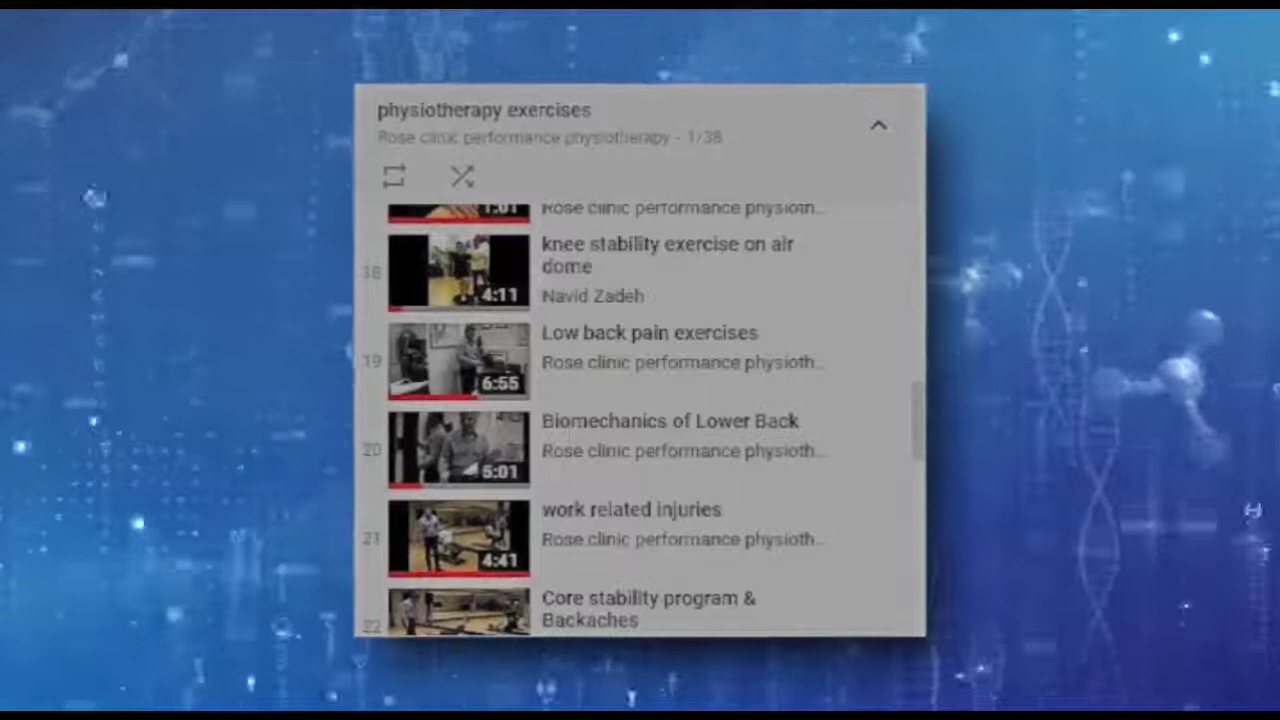 physiotherapy exercises
Rose clinic performance physiotherapy - 1/38
1:01
Rose clinic performance physioth...
18
knee stability exercise on air
dome
4:11
Navid Zadeh
19
Low back pain exercises
Rose clinic performance physioth...
6:55
20
Biomechanics of Lower Back
Rose clinic performance physioth...
5:01
21
work related injuries
Rose clinic performance physioth...
4:41
22
Core stability program &
Backaches